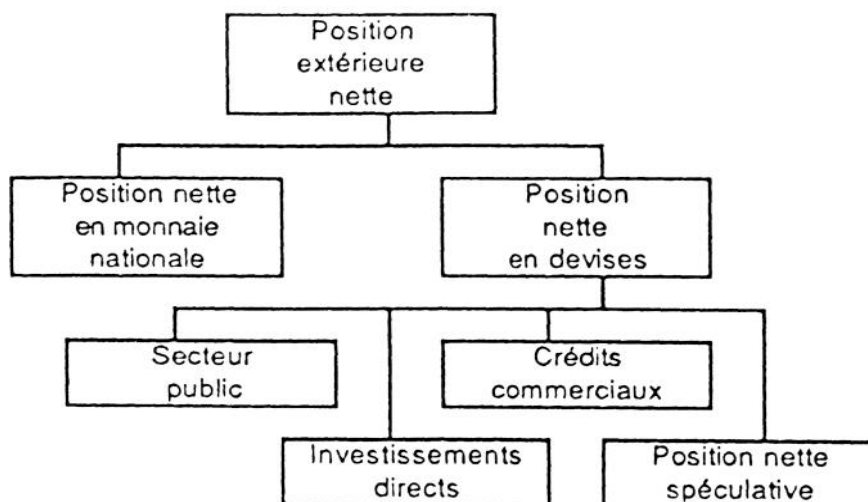 Position
extérieure
nette
Position nette
en monnaie
nationale
Position
nette
en devises
Secteur
public
Crédits
commerciaux
Investissements
directs
Position nette
spéculative